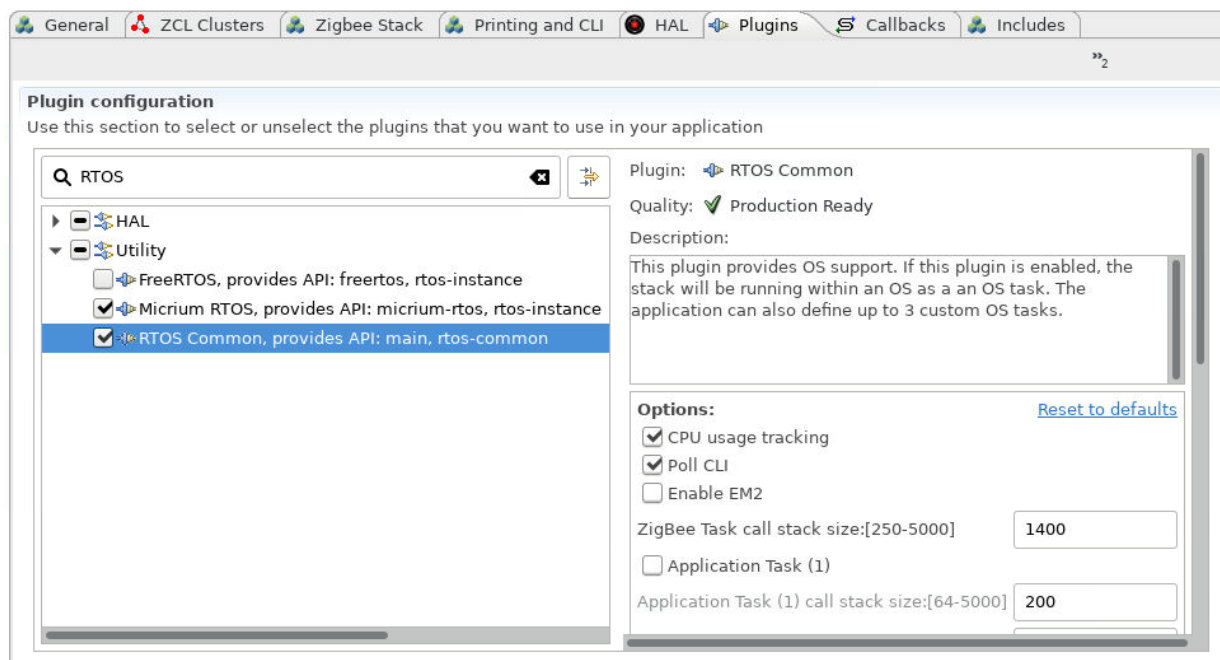 General ZCL Clusters Zigbee Stack Printing and CLI HAL Plugins Callbacks Includes
»2
Plugin configuration
Use this section to select or unselect the plugins that you want to use in your application
RTOS
HAL
Utility
FreeRTOS, provides API: freertos, rtos-instance
Micrium RTOS, provides API: micrium-rtos, rtos-instance
RTOS Common, provides API: main, rtos-common
Plugin: RTOS Common
Quality: Production Ready
Description:
This plugin provides OS support. If this plugin is enabled, the
stack will be running within an OS as a an OS task. The
application can also define up to 3 custom OS tasks.
Options: Reset to defaults
CPU usage tracking
Poll CLI
Enable EM2
ZigBee Task call stack size:[250-5000] 1400
Application Task (1)
Application Task (1) call stack size:[64-5000] 200